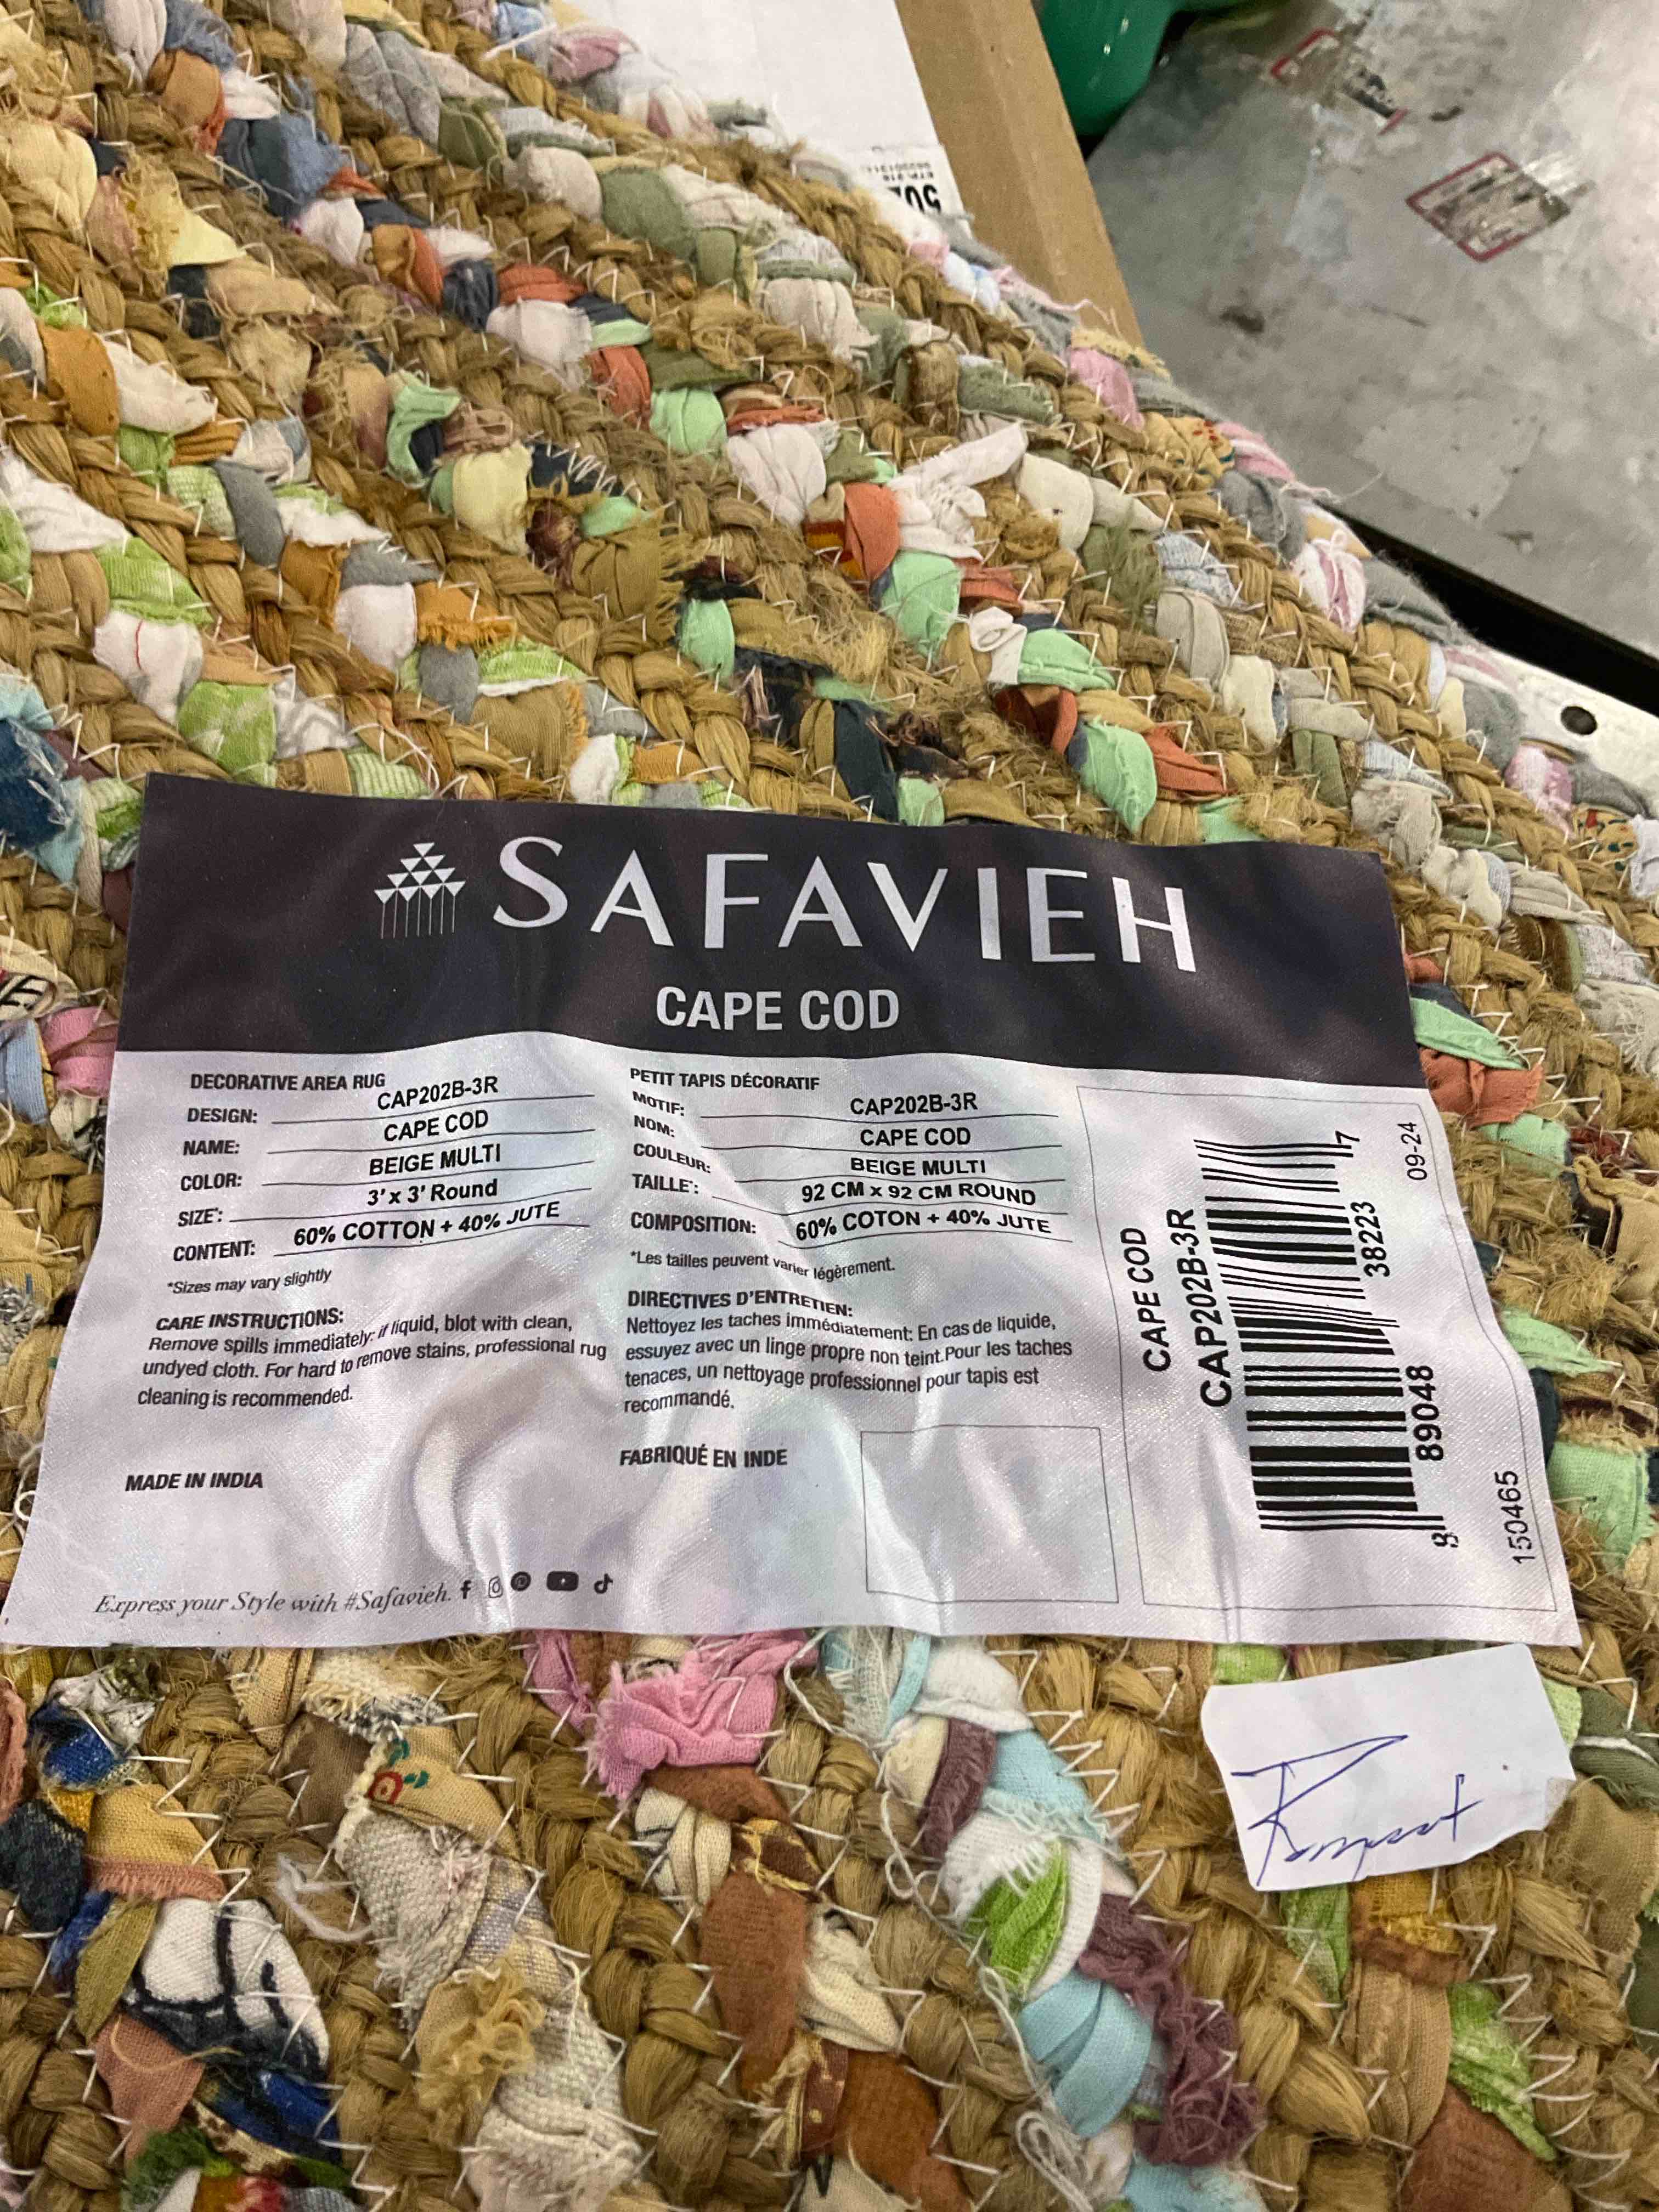 SAFAVIEH
CAPE COD
DECORATIVE AREA RUG
DESIGN: CAP202B-3R
NAME: CAPE COD
COLOR: BEIGE MULTI
SIZE*: 3' x 3' Round
CONTENT: 60% COTTON + 40% JUTE
*Sizes may vary slightly
CARE INSTRUCTIONS:
Remove spills immediately: if liquid, blot with clean,
undyed cloth. For hard to remove stains, professional rug
cleaning is recommended.
MADE IN INDIA
Express your Style with #Safavieh.
PETIT TAPIS DÉCORATIF
MOTIF: CAP202B-3R
NOM: CAPE COD
COULEUR: BEIGE MULTI
TAILLE*: 92 CM x 92 CM ROUND
COMPOSITION: 60% COTON + 40% JUTE
*Les tailles peuvent varier légèrement.
DIRECTIVES D'ENTRETIEN:
Nettoyez les taches immédiatement: En cas de liquide,
essuyez avec un linge propre non teint.Pour les taches
tenaces, un nettoyage professionnel pour tapis est
recommandé.
FABRIQUÉ EN INDE
CAPE COD
CAP202B-3R
8 89048 38223 7
150465
09-24